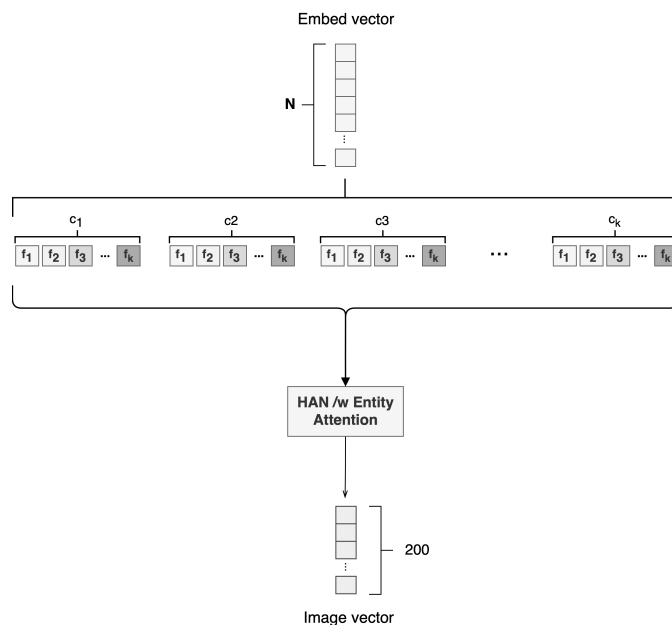 Embed vector
N
...
c1 c2 c3 ck
f1 f2 f3 ... fk f1 f2 f3 ... fk f1 f2 f3 ... fk ... f1 f2 f3 ... fk
HAN /w Entity
Attention
...
200
Image vector